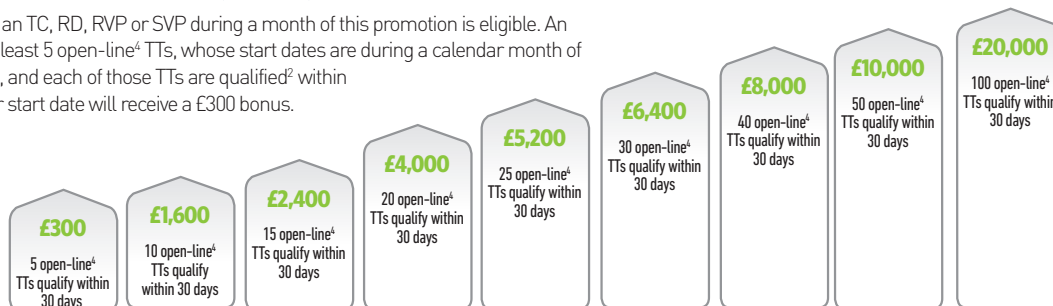 an TC, RD, RVP or SVP during a month of this promotion is eligible. An
least 5 open-line⁴ TTs, whose start dates are during a calendar month of
, and each of those TTs are qualified² within
r start date will receive a £300 bonus.
£300
5 open-line⁴
TTs qualify within
30 days
£1,600
10 open-line⁴
TTs qualify
within 30 days
£2,400
15 open-line⁴
TTs qualify within
30 days
£4,000
20 open-line⁴
TTs qualify within
30 days
£5,200
25 open-line⁴
TTs qualify within
30 days
£6,400
30 open-line⁴
TTs qualify within
30 days
£8,000
40 open-line⁴
TTs qualify within
30 days
£10,000
50 open-line⁴
TTs qualify within
30 days
£20,000
100 open-line⁴
TTs qualify within
30 days